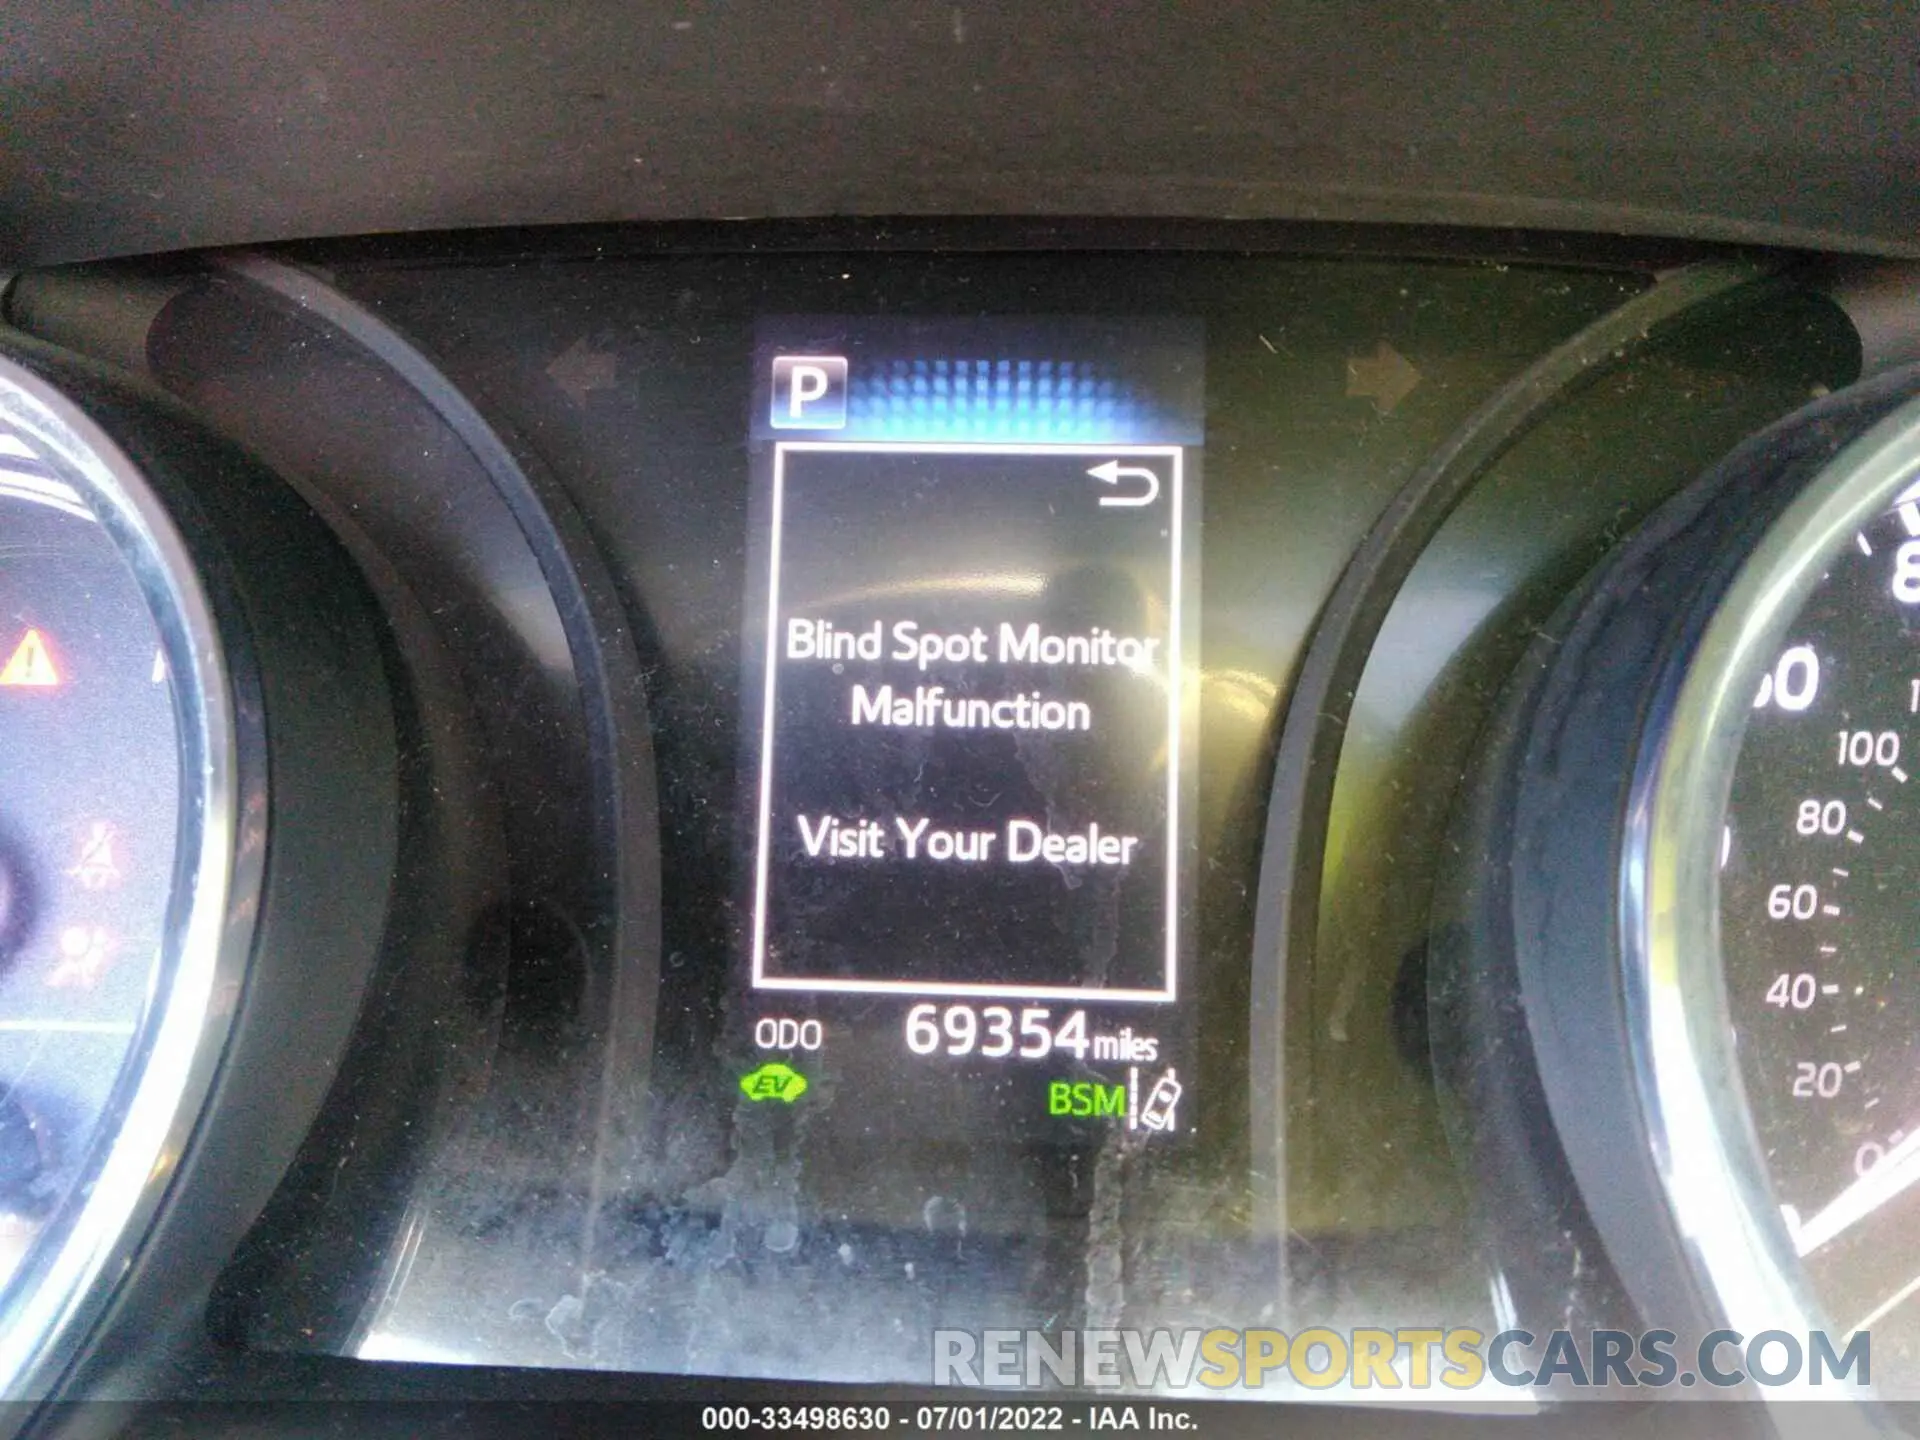 P
Blind Spot Monitor
Malfunction
Visit Your Dealer
ODO 69354 miles
EV
BSM
100
80
60
40
20
0
RENEWSPORTSCARS.COM
000-33498630 - 07/01/2022 - IAA Inc.